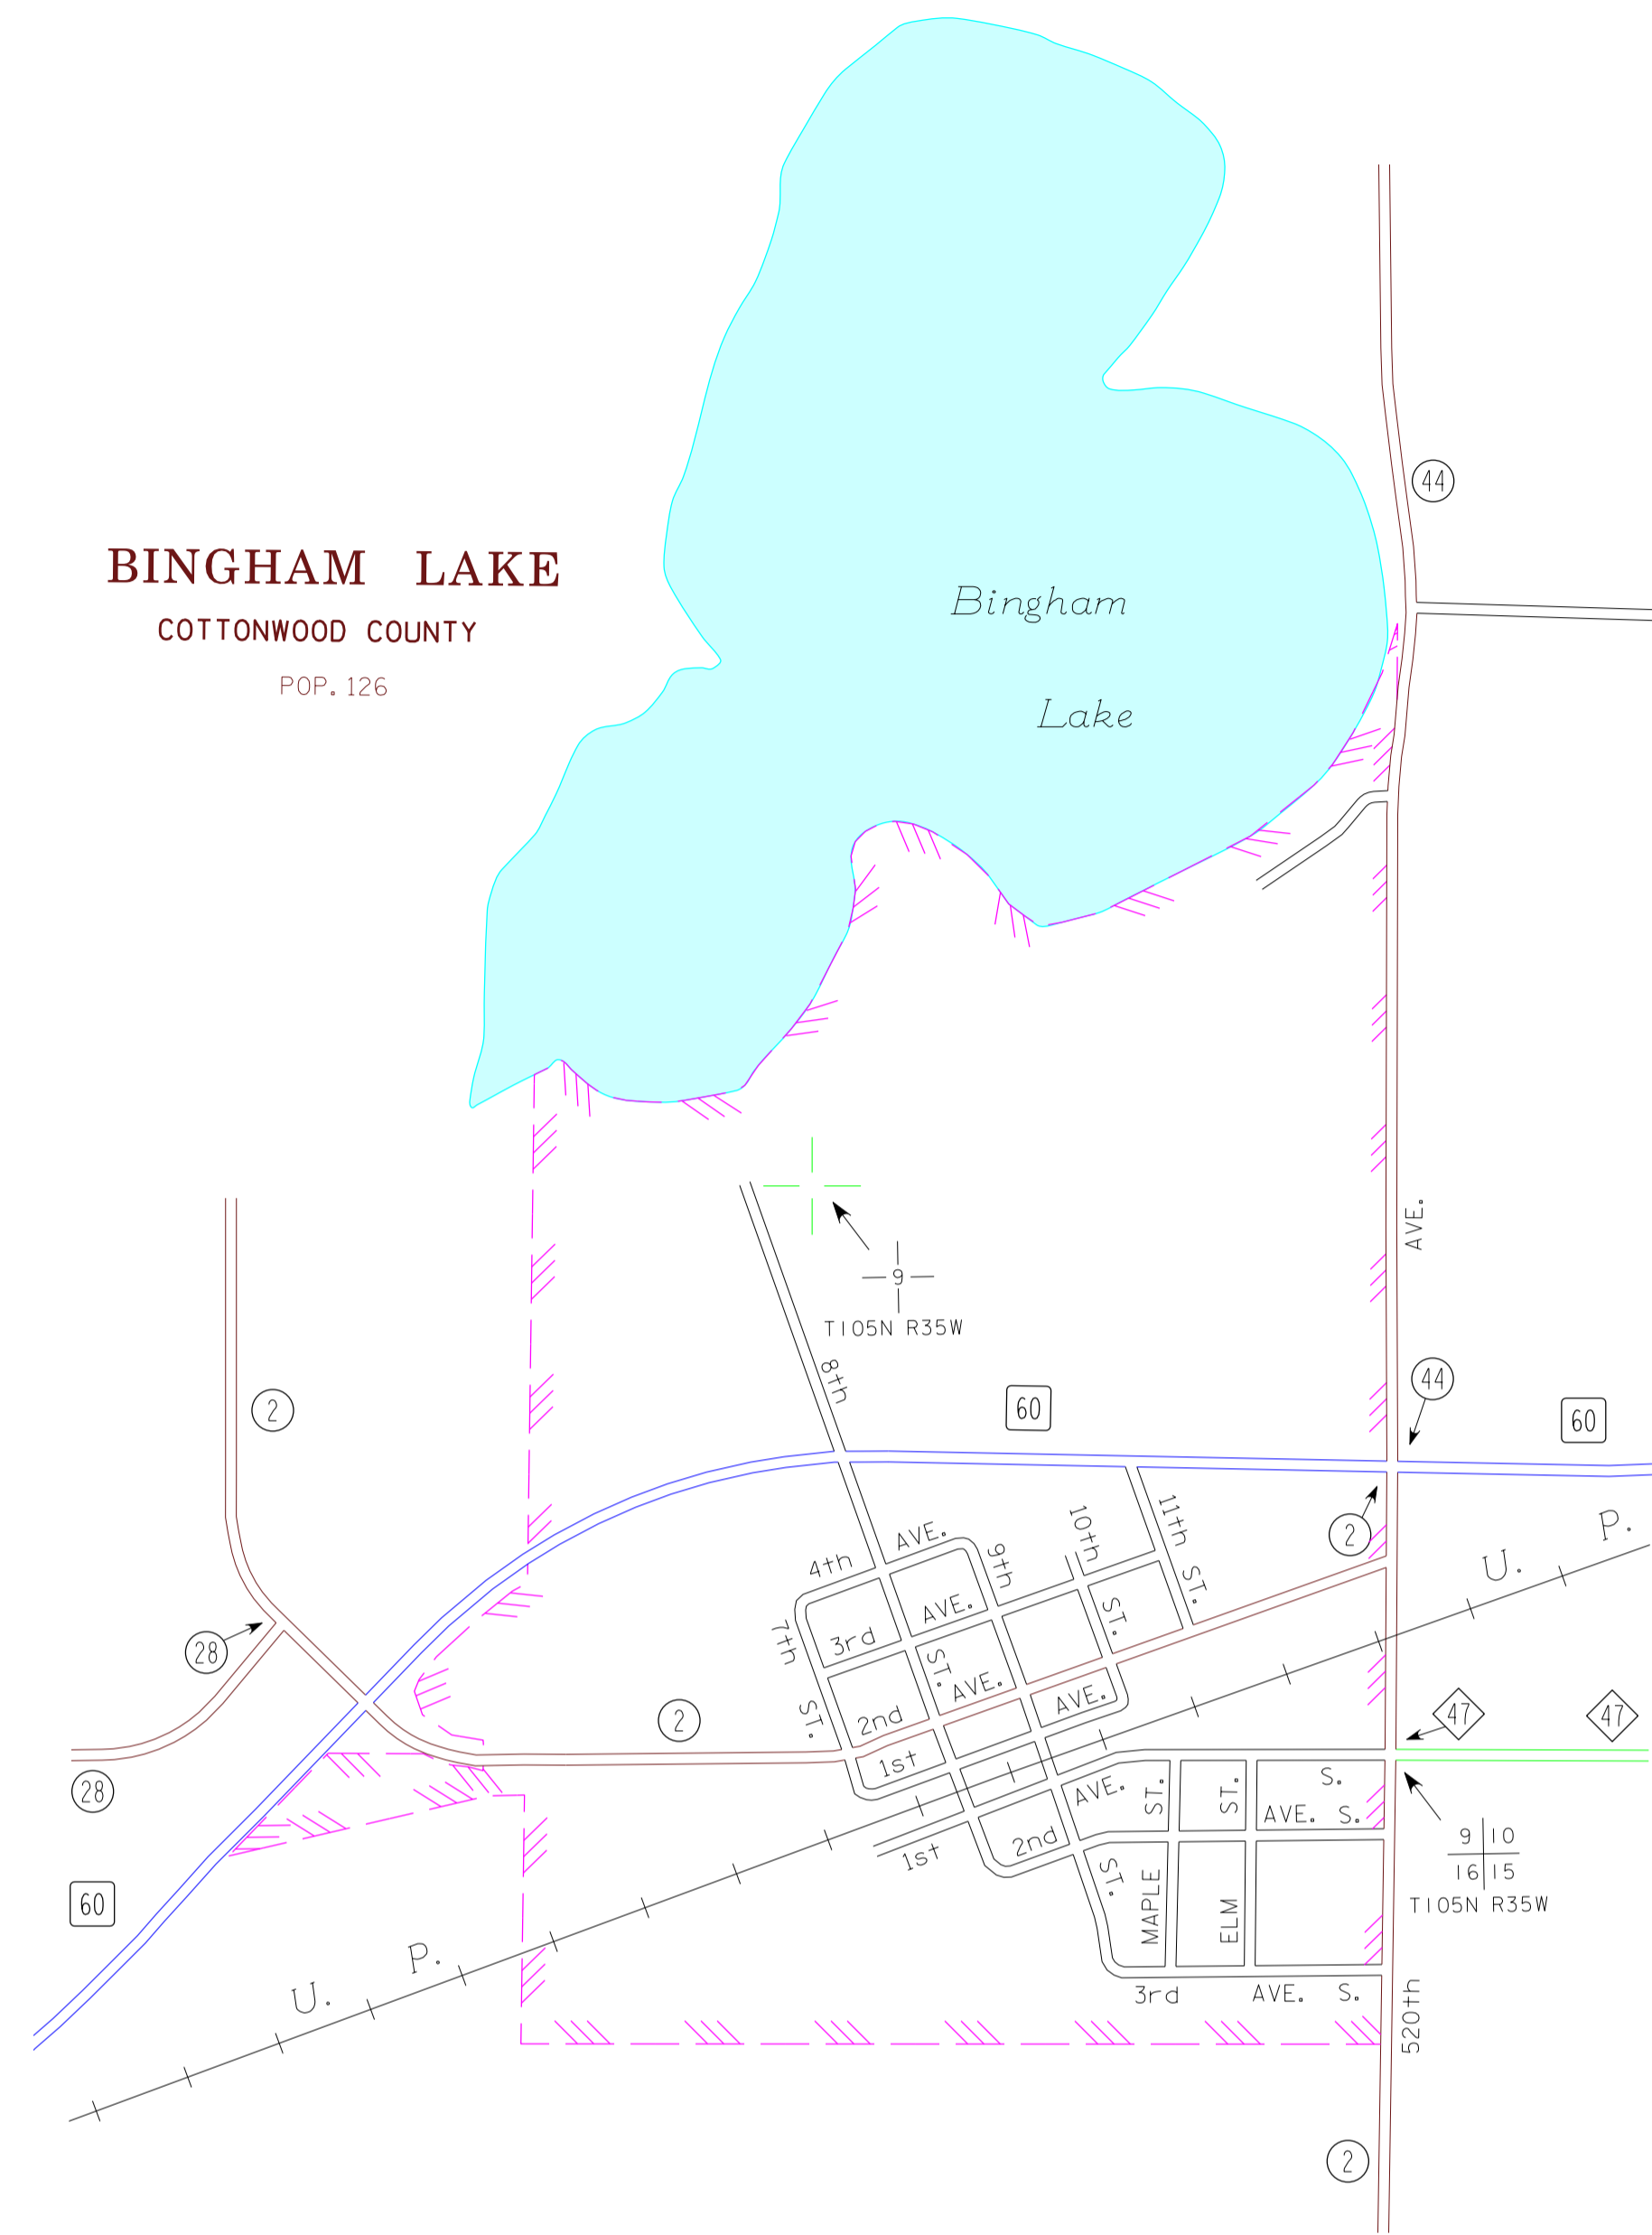 44
BINGHAM LAKE
COTTONWOOD COUNTY
POP. 126
Bingham
Lake
AVE.
9
T105N R35W
8th
44
2
60
60
2
U. P.
11th ST.
10th ST.
9th ST.
4th AVE.
3rd AVE.
7th ST.
2nd AVE.
1st AVE.
28
2
28
47
47
1st AVE. S.
2nd AVE. S.
ST.
MAPLE ST.
ELM ST.
9 10
16 15
T105N R35W
60
U. P.
3rd AVE. S.
520th
2